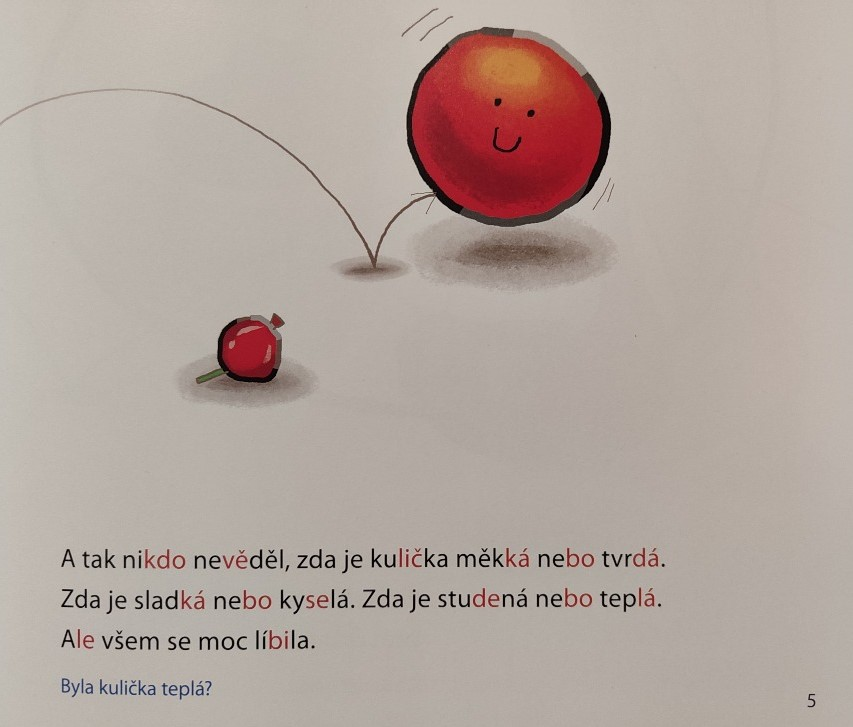 A tak nikdo nevěděl, zda je kulička měkká nebo tvrdá.
Zda je sladká nebo kyselá. Zda je studená nebo teplá.
Ale všem se moc líbila.
Byla kulička teplá?
5